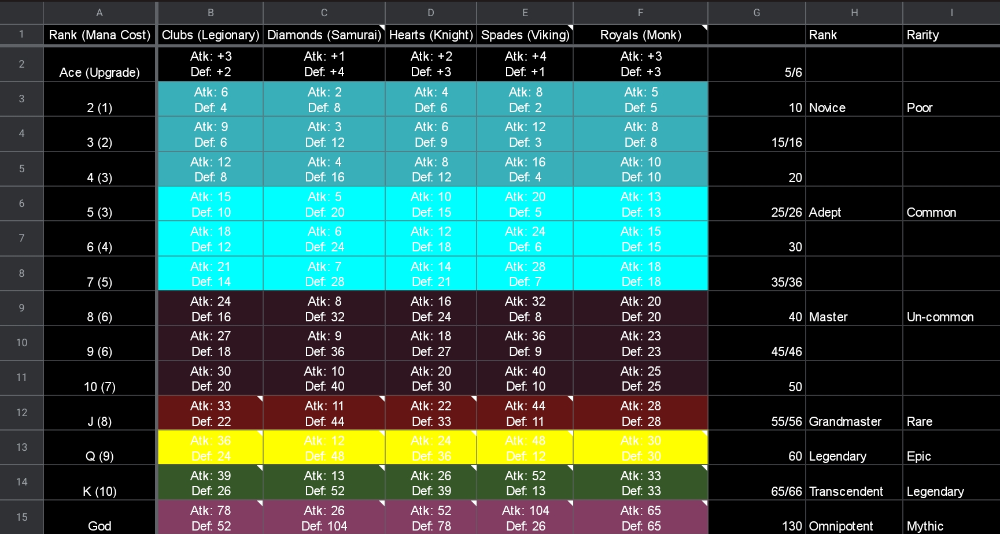 A B C D E F G H I
1 Rank (Mana Cost) Clubs (Legionary) Diamonds (Samurai) Hearts (Knight) Spades (Viking) Royals (Monk) Rank Rarity
2 Atk: +3 Atk: +1 Atk: +2 Atk: +4 Atk: +3
Ace (Upgrade) Def: +2 Def: +4 Def: +3 Def: +1 Def: +3 5/6
3 Atk: 6 Atk: 2 Atk: 4 Atk: 8 Atk: 5
2 (1) Def: 4 Def: 8 Def: 6 Def: 2 Def: 5 10 Novice Poor
4 Atk: 9 Atk: 3 Atk: 6 Atk: 12 Atk: 8
3 (2) Def: 6 Def: 12 Def: 9 Def: 3 Def: 8 15/16
5 Atk: 12 Atk: 4 Atk: 8 Atk: 16 Atk: 10
4 (3) Def: 8 Def: 16 Def: 12 Def: 4 Def: 10 20
6 Atk: 15 Atk: 5 Atk: 10 Atk: 20 Atk: 13
5 (3) Def: 10 Def: 20 Def: 15 Def: 5 Def: 13 25/26 Adept Common
7 Atk: 18 Atk: 6 Atk: 12 Atk: 24 Atk: 15
6 (4) Def: 12 Def: 24 Def: 18 Def: 6 Def: 15 30
8 Atk: 21 Atk: 7 Atk: 14 Atk: 28 Atk: 18
7 (5) Def: 14 Def: 28 Def: 21 Def: 7 Def: 18 35/36
9 Atk: 24 Atk: 8 Atk: 16 Atk: 32 Atk: 20
8 (6) Def: 16 Def: 32 Def: 24 Def: 8 Def: 20 40 Master Un-common
10 Atk: 27 Atk: 9 Atk: 18 Atk: 36 Atk: 23
9 (6) Def: 18 Def: 36 Def: 27 Def: 9 Def: 23 45/46
11 Atk: 30 Atk: 10 Atk: 20 Atk: 40 Atk: 25
10 (7) Def: 20 Def: 40 Def: 30 Def: 10 Def: 25 50
12 Atk: 33 Atk: 11 Atk: 22 Atk: 44 Atk: 28
J (8) Def: 22 Def: 44 Def: 33 Def: 11 Def: 28 55/56 Grandmaster Rare
13 Atk: 36 Atk: 12 Atk: 24 Atk: 48 Atk: 30
Q (9) Def: 24 Def: 48 Def: 36 Def: 12 Def: 30 60 Legendary Epic
14 Atk: 39 Atk: 13 Atk: 26 Atk: 52 Atk: 33
K (10) Def: 26 Def: 52 Def: 39 Def: 13 Def: 33 65/66 Transcendent Legendary
15 Atk: 78 Atk: 26 Atk: 52 Atk: 104 Atk: 65
God Def: 52 Def: 104 Def: 78 Def: 26 Def: 65 130 Omnipotent Mythic